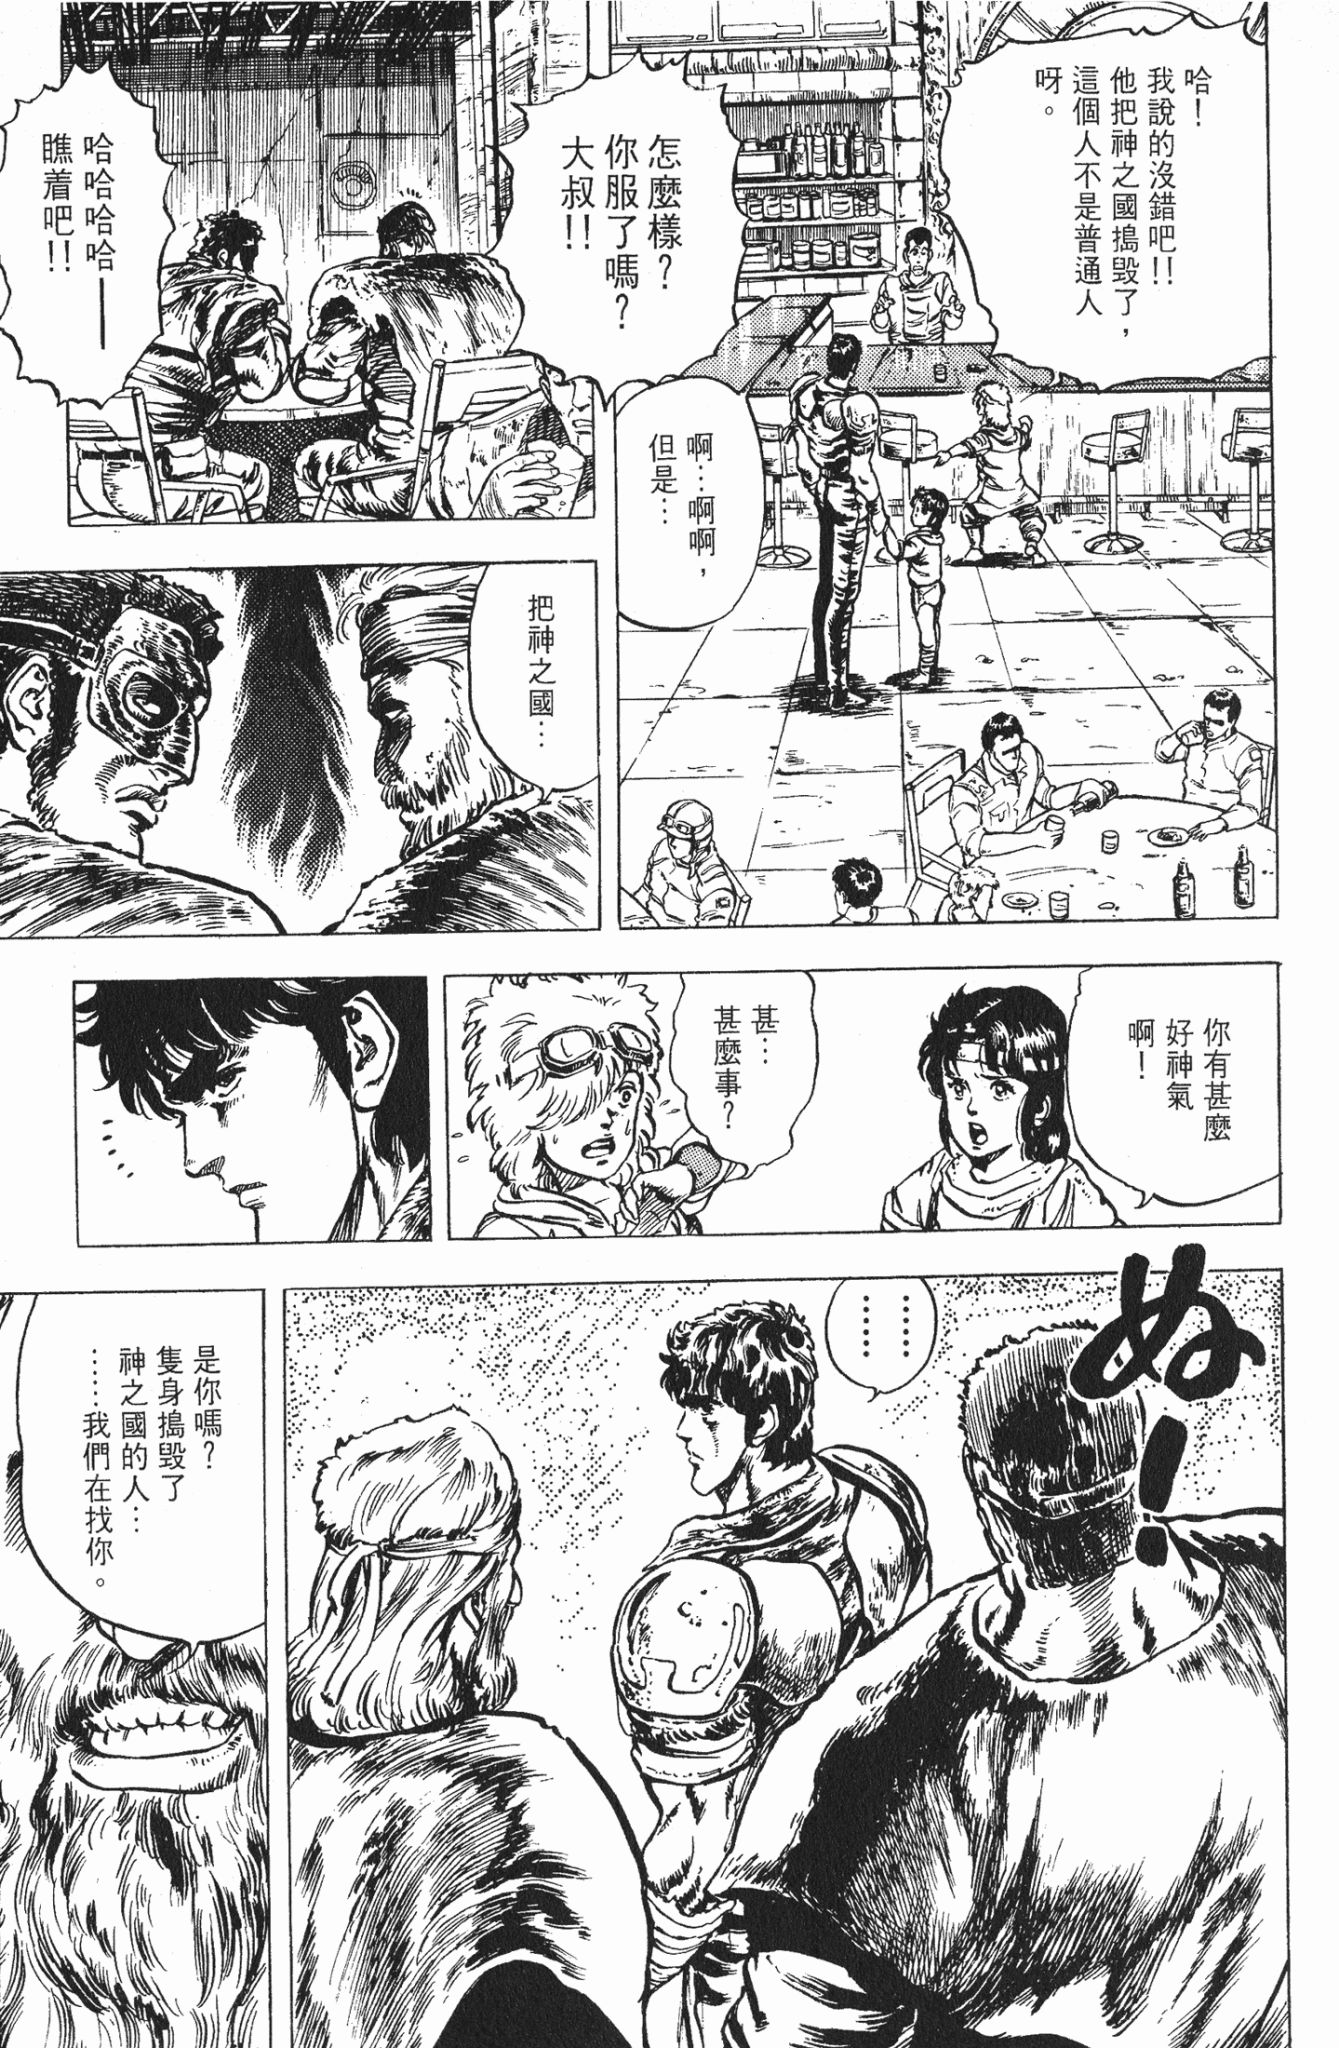 哈！
我說的沒錯吧!!
他把神之國搗毀了，
這個人不是普通人
呀。
怎麼樣？
你服了嗎？
大叔!!
哈哈哈哈——
瞧着吧!!
啊…啊啊，
但是…
把神之國…
你有甚麼
好神氣
啊！
甚…
甚麼事？
ぬ！
………
………
是你嗎？
隻身搗毀了
神之國的人…
……我們在找你。